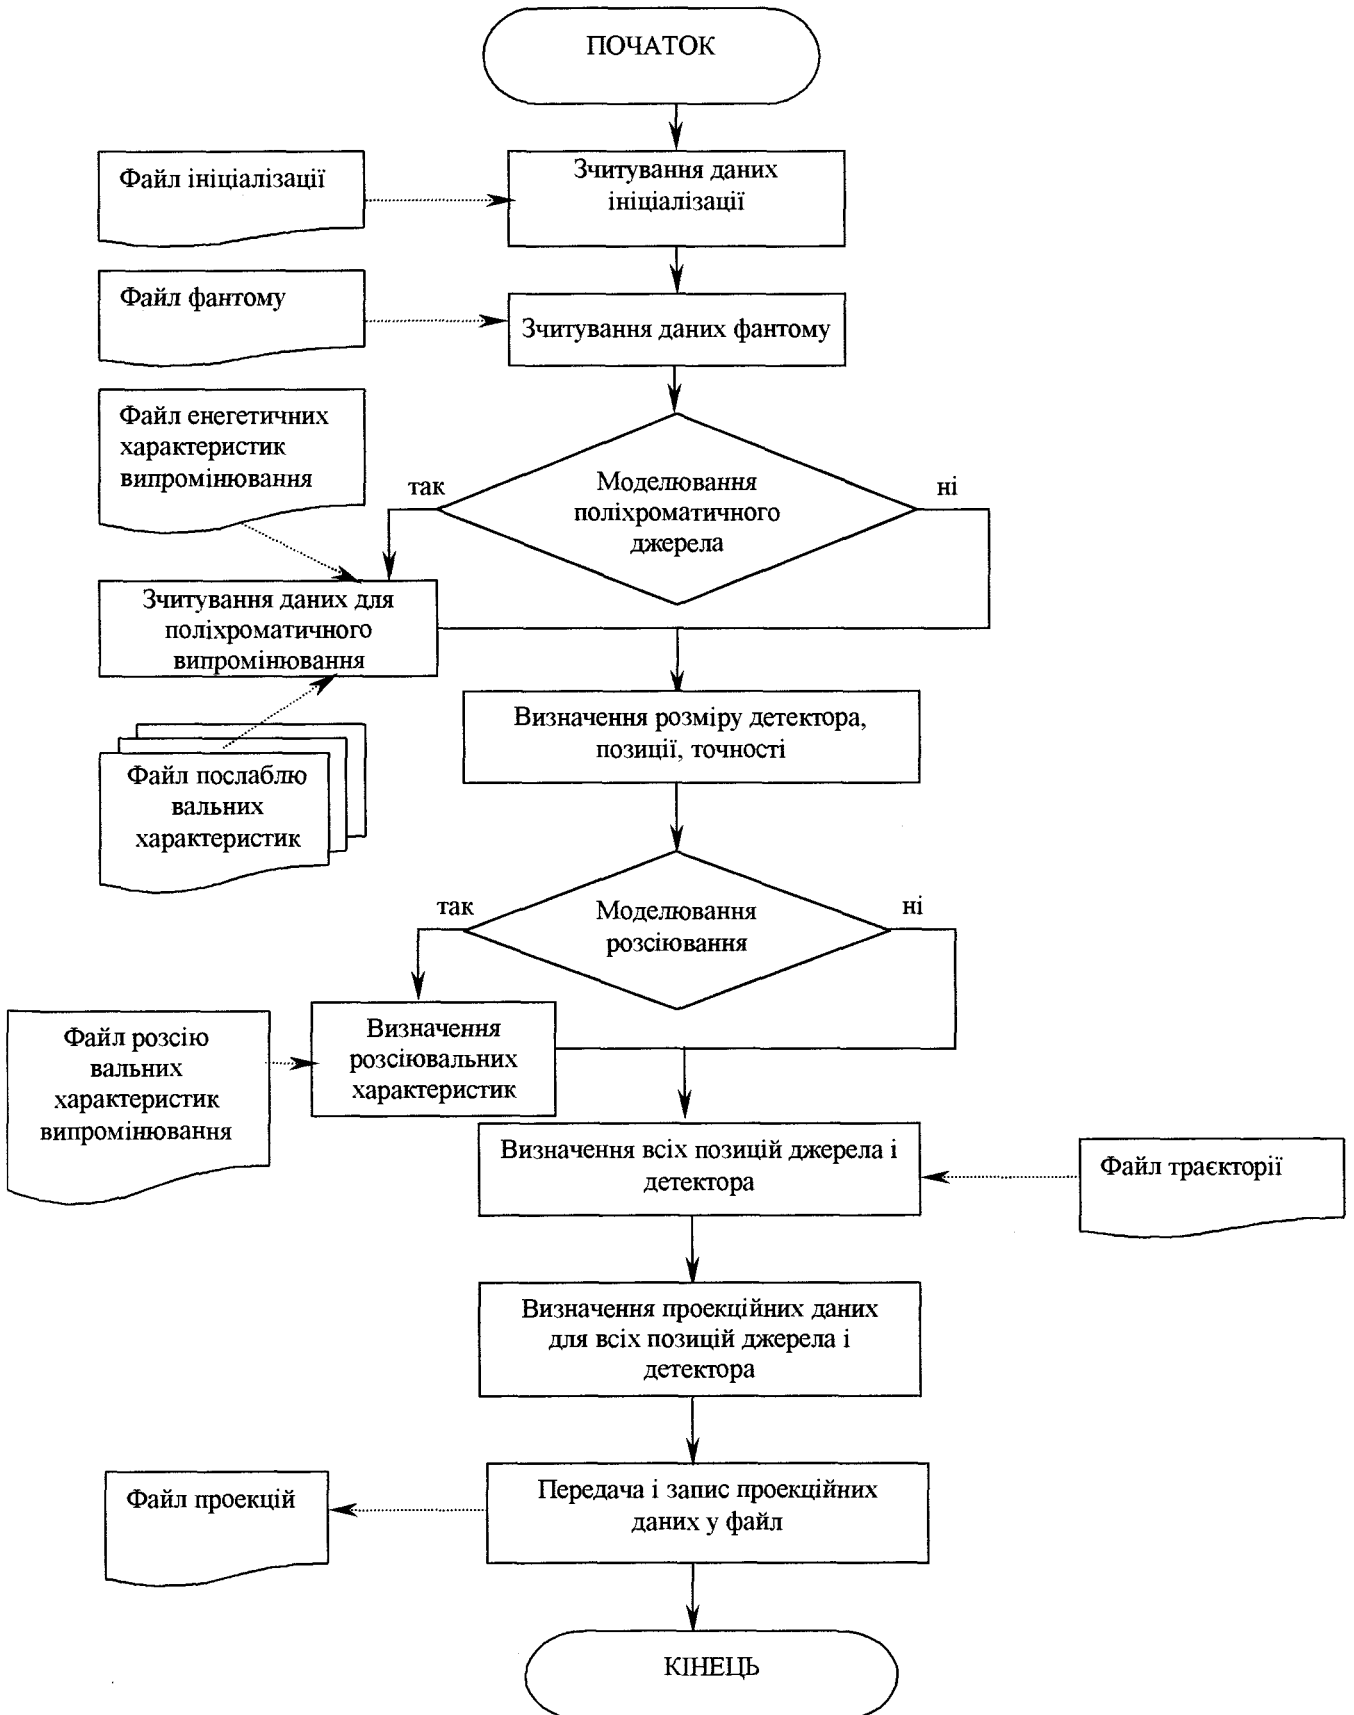 ПОЧАТОК
Файл ініціалізації
Зчитування даних
ініціалізації
Файл фантому
Зчитування даних фантому
Файл енегетичних
характеристик
випромінювання
так
Моделювання
поліхроматичного
джерела
ні
Зчитування даних для
поліхроматичного
випромінювання
Визначення розміру детектора,
позиції, точності
Файл послаблю
вальних
характеристик
так
Моделювання
розсіювання
ні
Файл розсію
вальних
характеристик
випромінювання
Визначення
розсіювальних
характеристик
Визначення всіх позицій джерела і
детектора
Файл траєкторії
Визначення проекційних даних
для всіх позицій джерела і
детектора
Файл проекцій
Передача і запис проекційних
даних у файл
КІНЕЦЬ